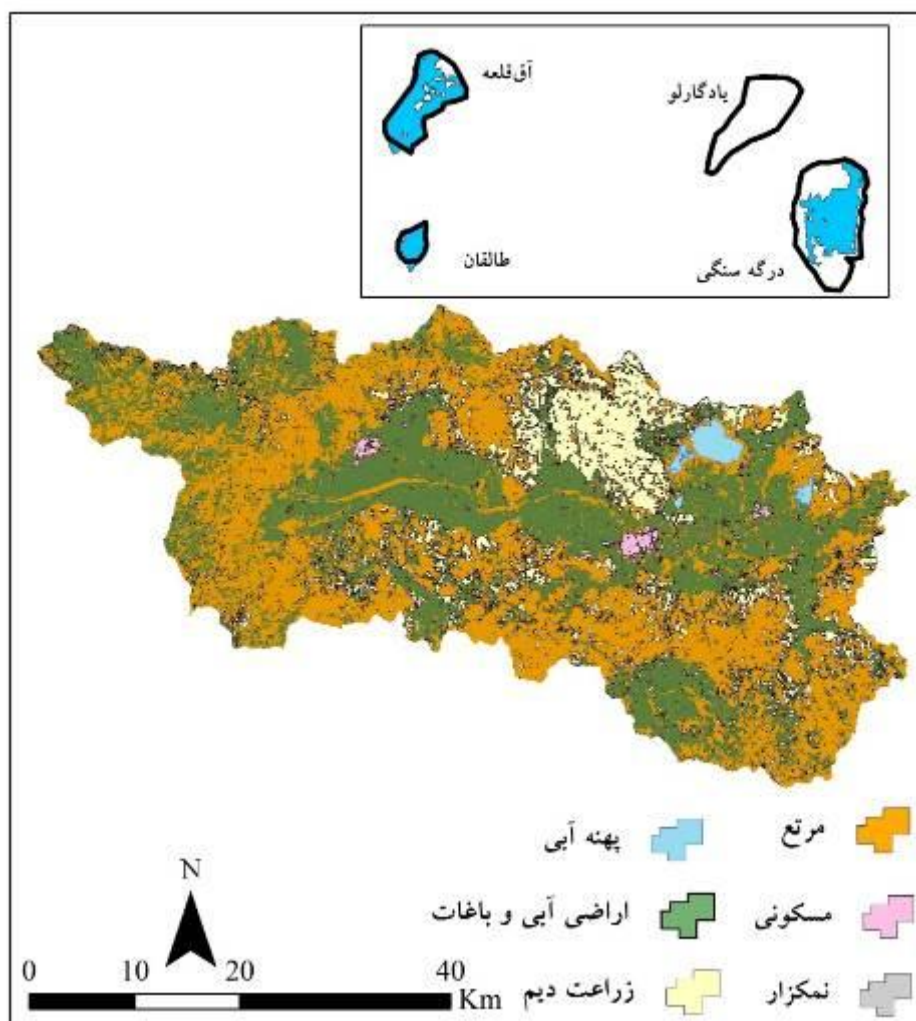 آق‌قلعه
یادگارلو
طالقان
درگه سنگی
مرتع
پهنه آبی
مسکونی
اراضی آبی و باغات
نمکزار
زراعت دیم
N
0 10 20 40
Km